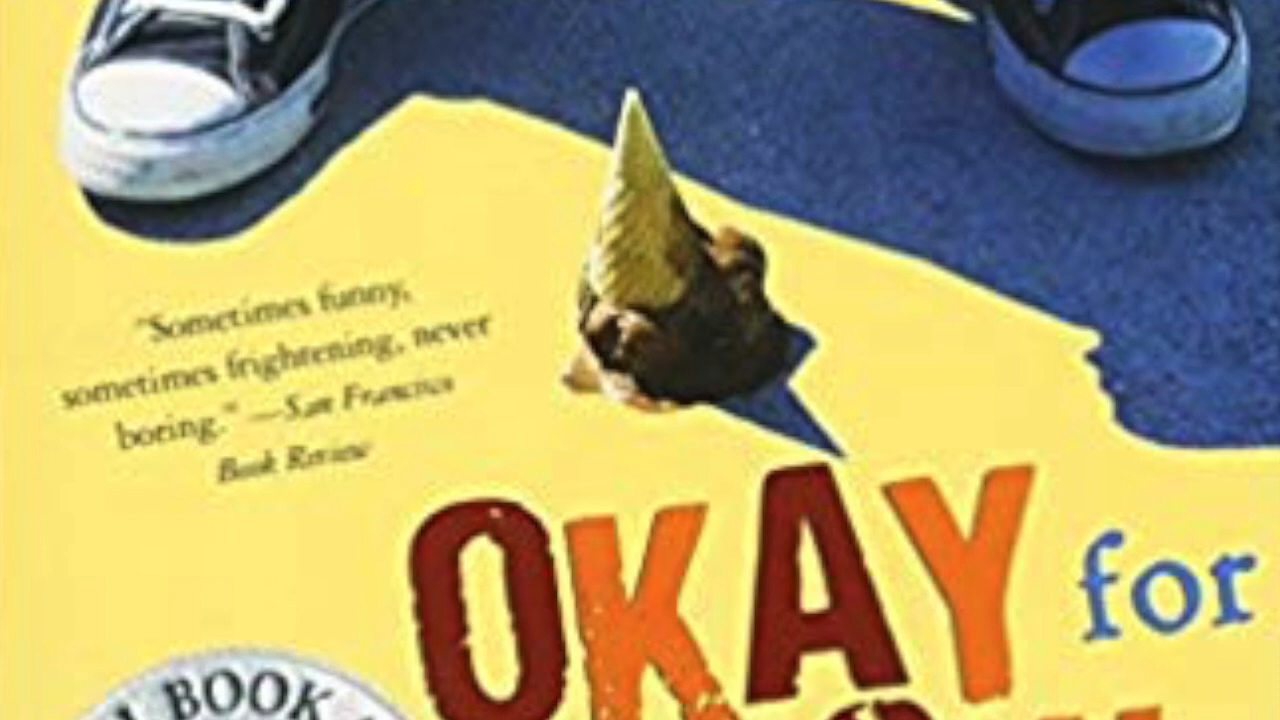 "Sometimes funny,
sometimes frightening, never
boring." —San Francisco
Book Review
OKAY for
BOOK